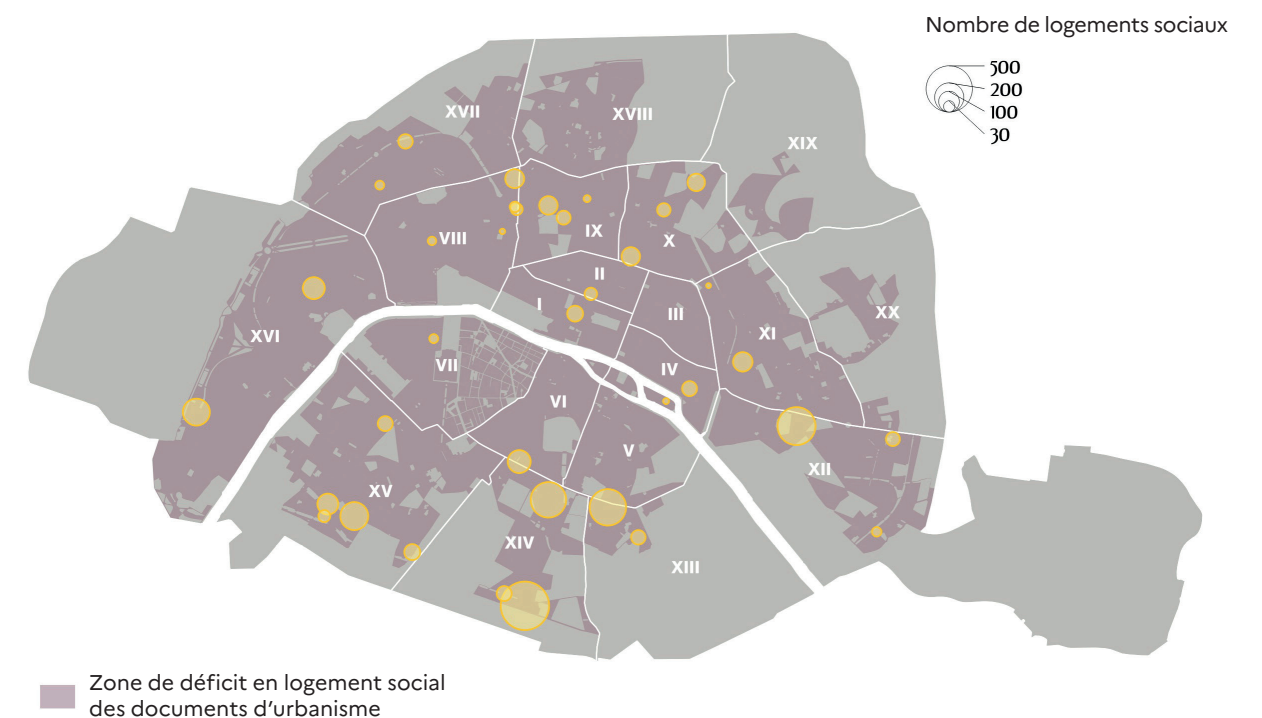 Nombre de logements sociaux
500
200
100
30
XVII
XVIII
XIX
VIII
IX
X
II
I
III
XX
XVI
XI
VII
IV
VI
V
XII
XV
XIV
XIII
Zone de déficit en logement social
des documents d'urbanisme